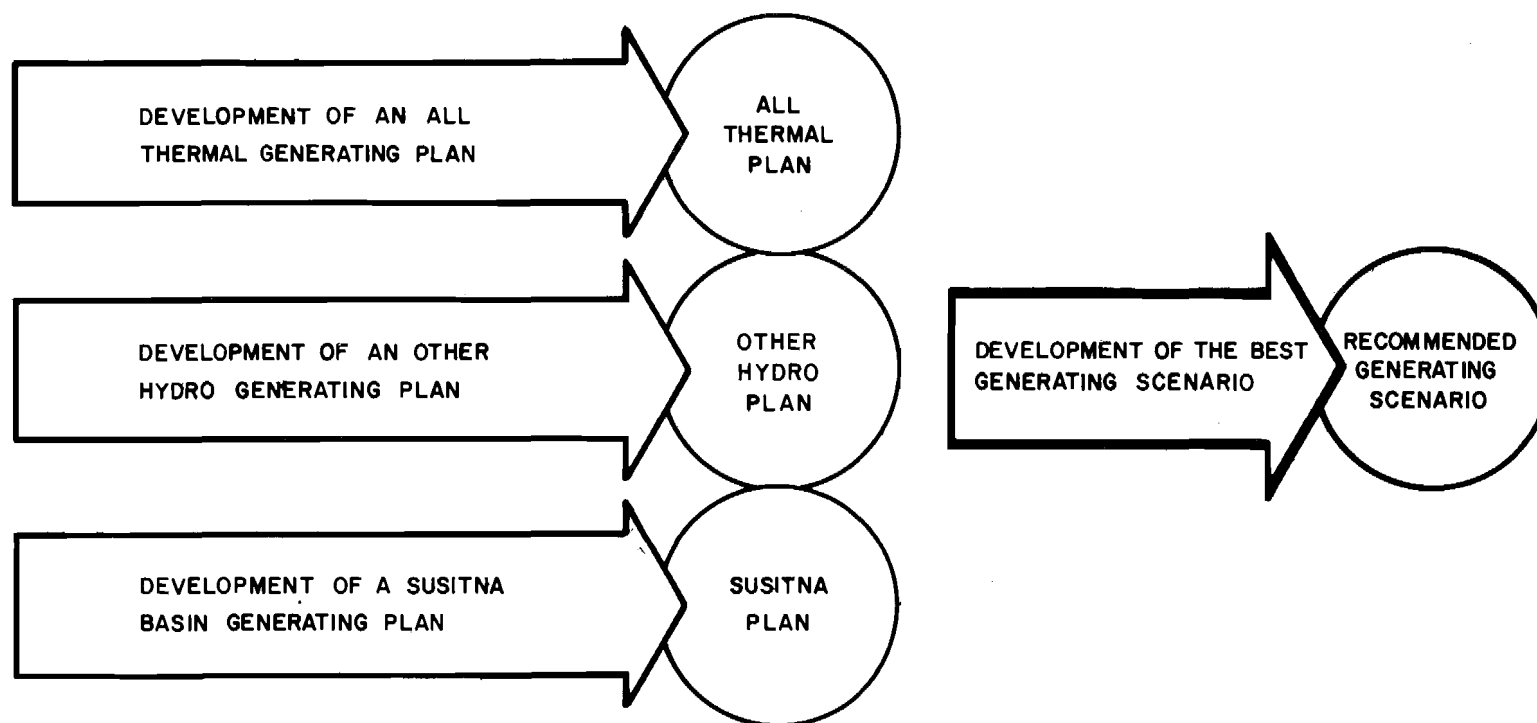 DEVELOPMENT OF AN ALL
THERMAL GENERATING PLAN
ALL
THERMAL
PLAN
DEVELOPMENT OF AN OTHER
HYDRO GENERATING PLAN
OTHER
HYDRO
PLAN
DEVELOPMENT OF A SUSITNA
BASIN GENERATING PLAN
SUSITNA
PLAN
DEVELOPMENT OF THE BEST
GENERATING SCENARIO
RECOMMENDED
GENERATING
SCENARIO